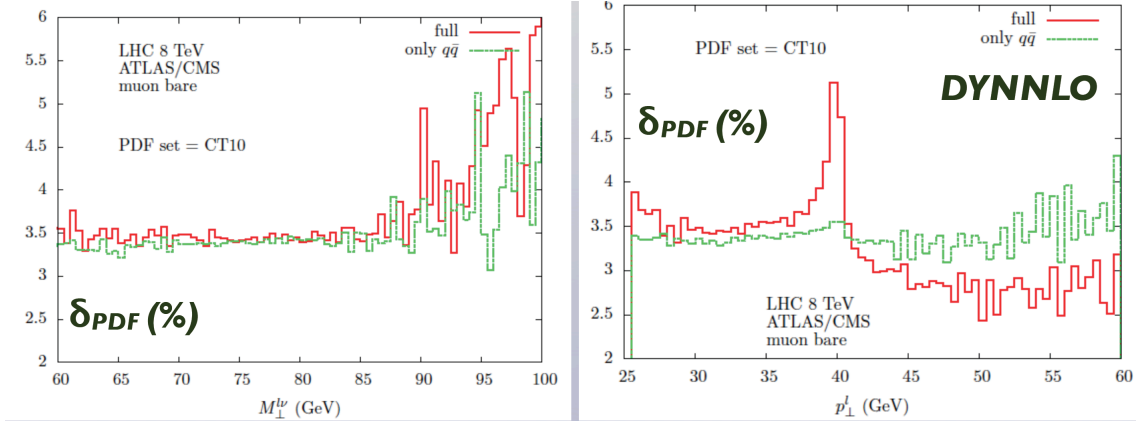 6
5.5
5
4.5
4
3.5
3
2.5
2
full
only qq̄
LHC 8 TeV
ATLAS/CMS
muon bare
PDF set = CT10
δPDF (%)
60 65 70 75 80 85 90 95 100
M⊥^lν (GeV)
6
5.5
5
4.5
4
3.5
3
2.5
2
full
only qq̄
PDF set = CT10
DYNNLO
δPDF (%)
LHC 8 TeV
ATLAS/CMS
muon bare
25 30 35 40 45 50 55 60
p⊥^l (GeV)